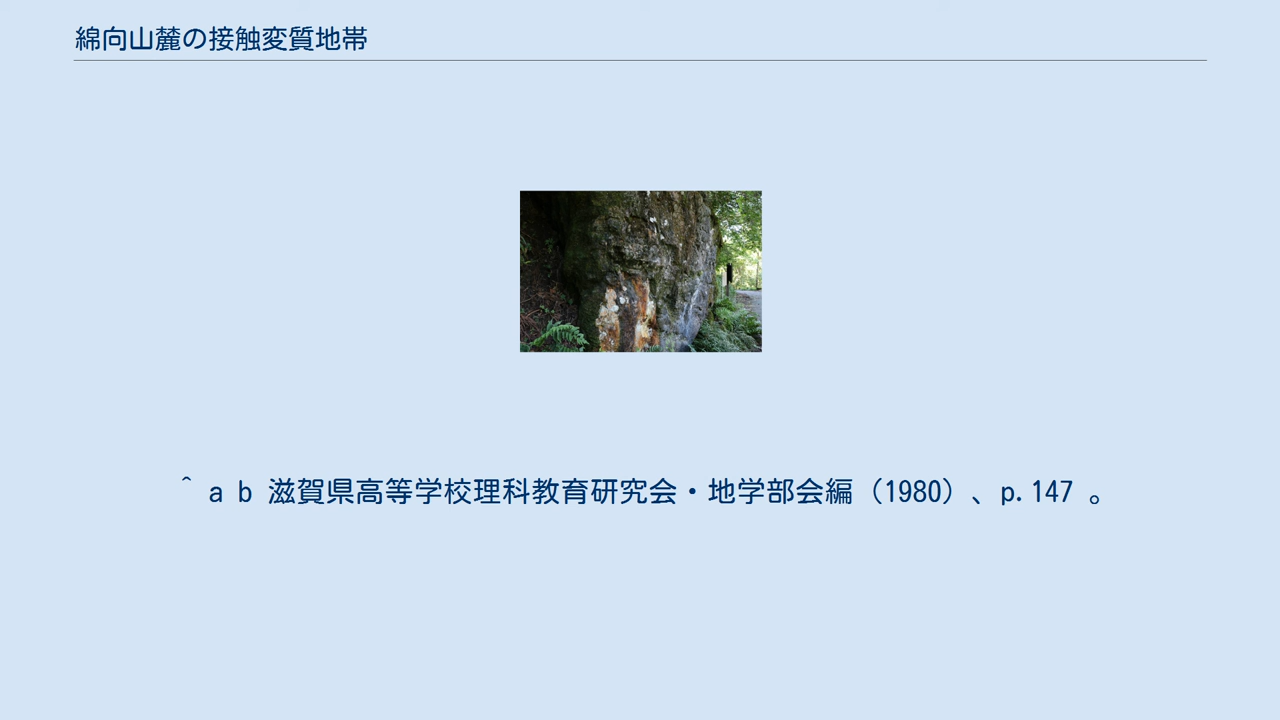 綿向山麓の接触変質地帯
^ a b 滋賀県高等学校理科教育研究会・地学部会編（1980）、p.147 。